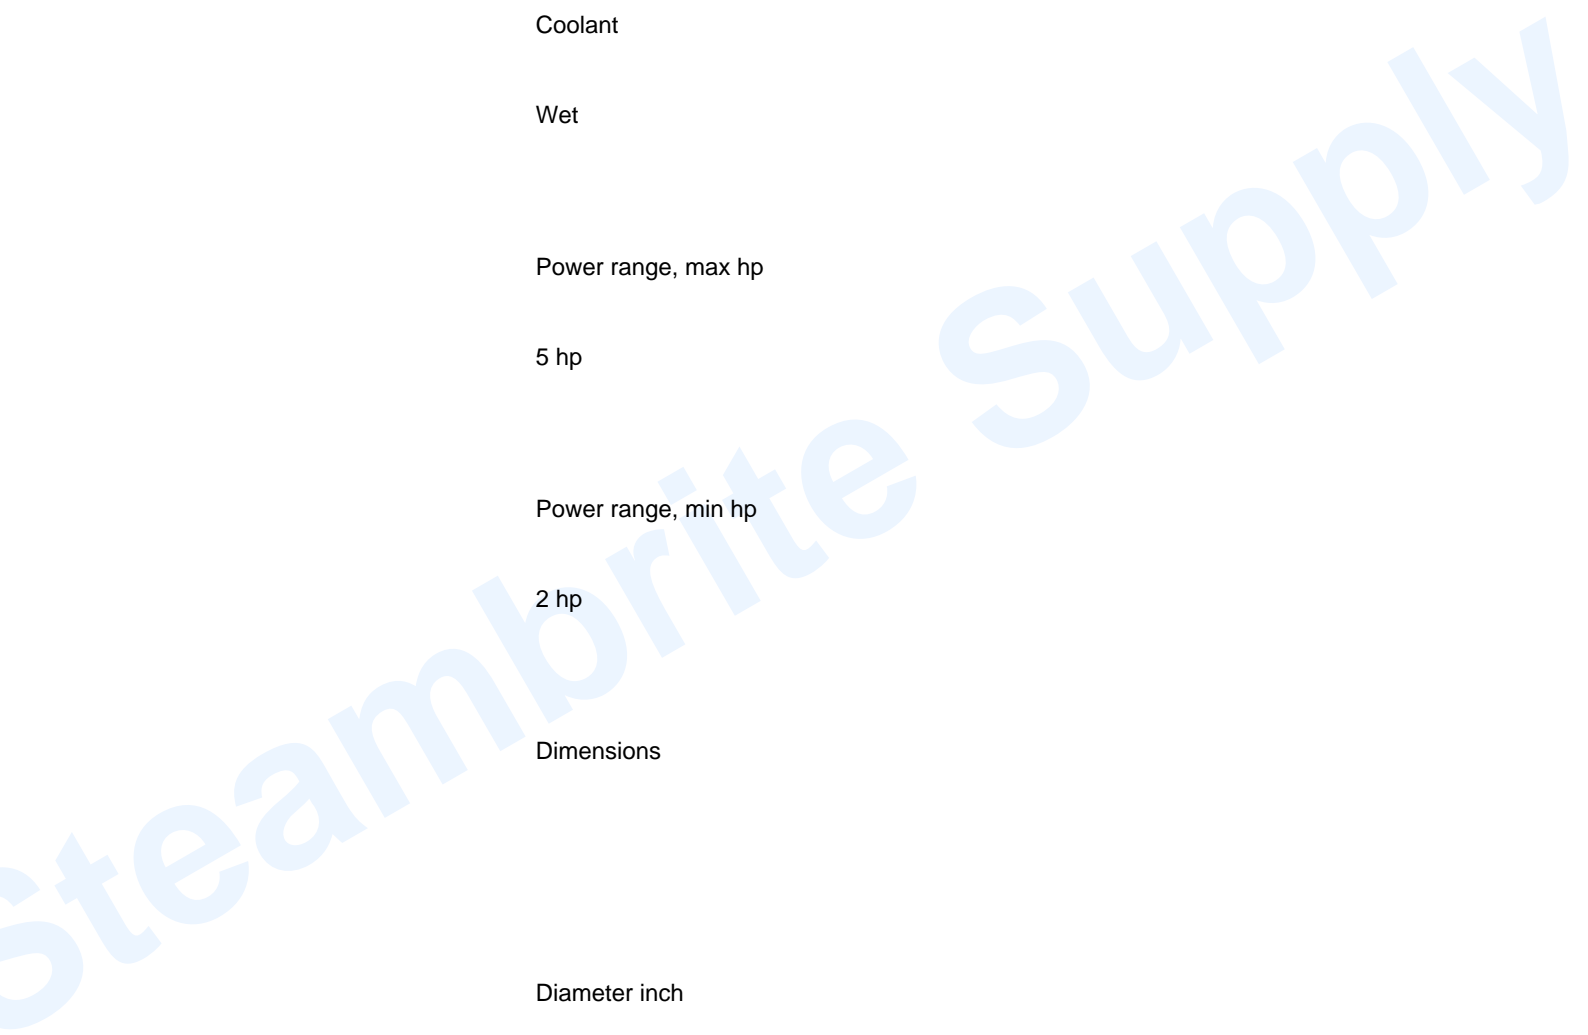 Coolant
Wet
Power range, max hp
5 hp
Power range, min hp
2 hp
Dimensions
Diameter inch
Steambrite Supply